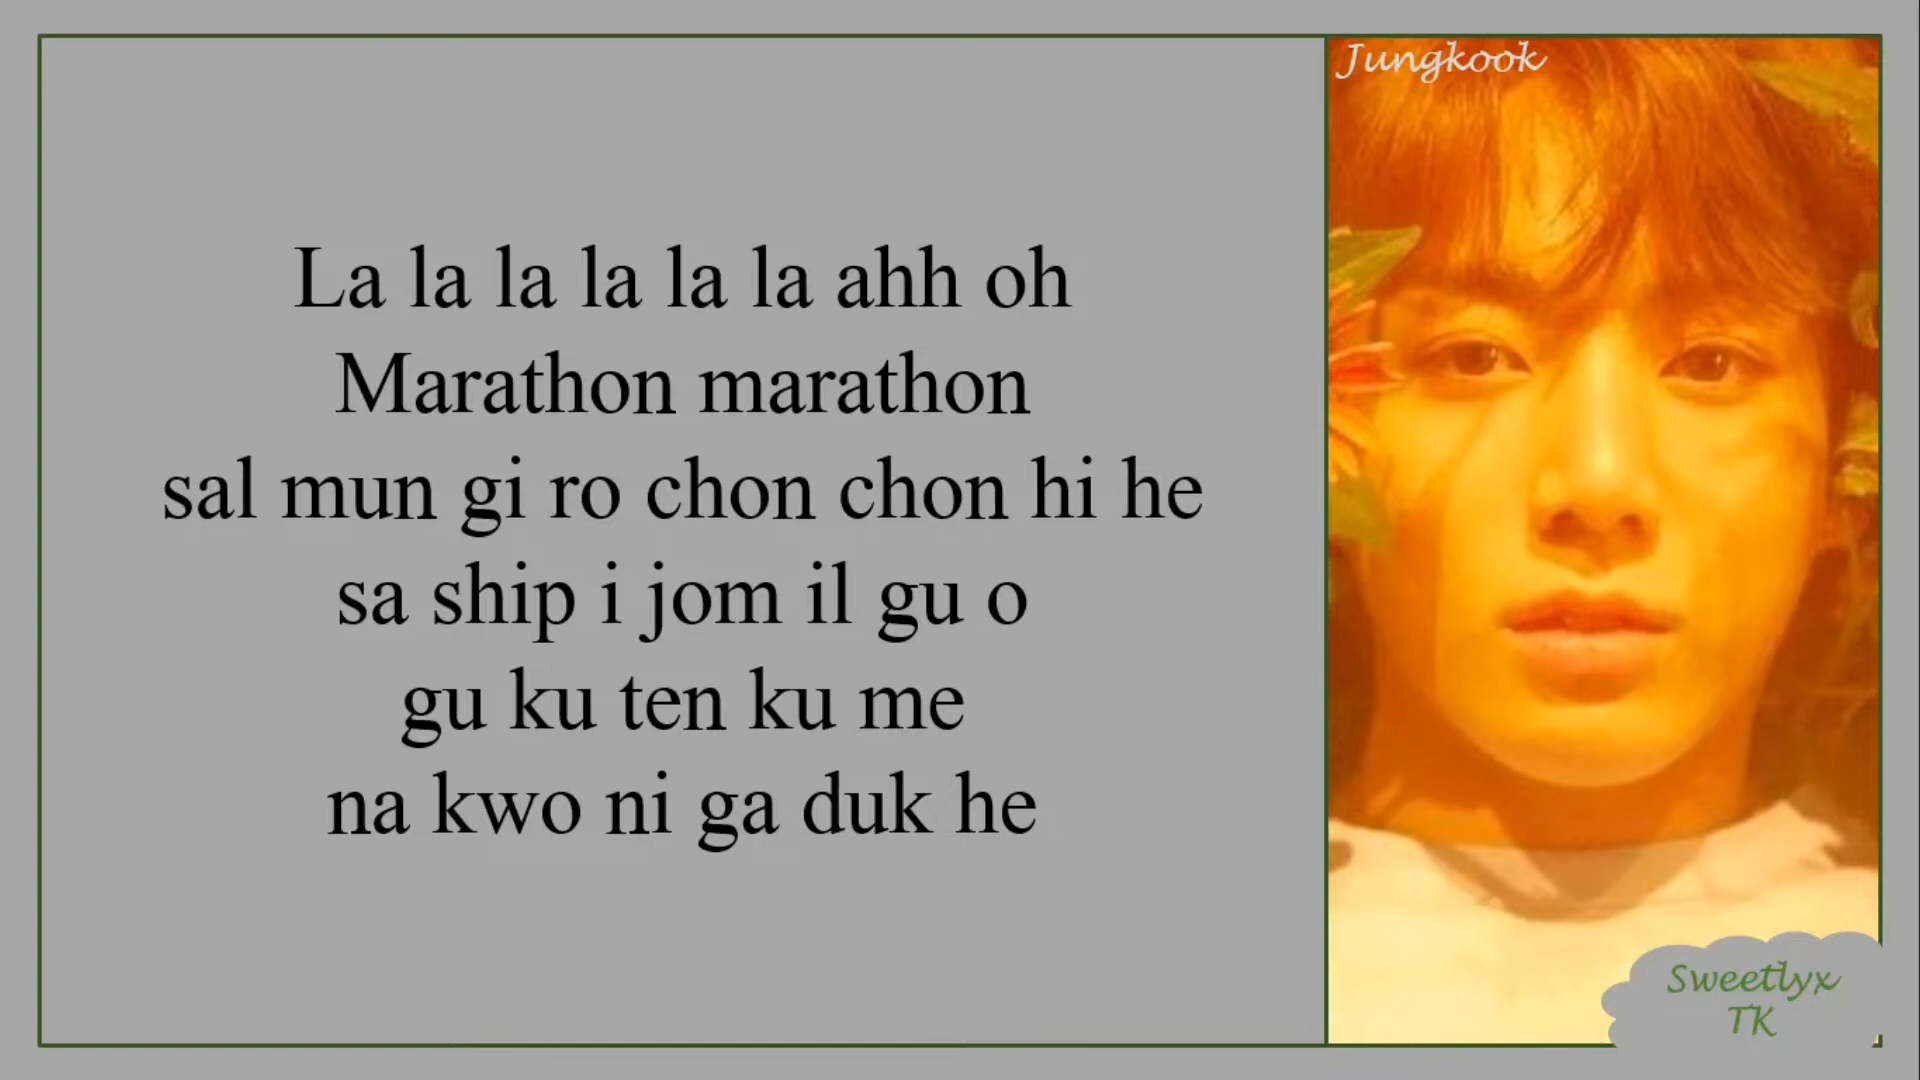 La la la la la la ahh oh
Marathon marathon
sal mun gi ro chon chon hi he
sa ship i jom il gu o
gu ku ten ku me
na kwo ni ga duk he
Jungkook
Sweetlyx
TK